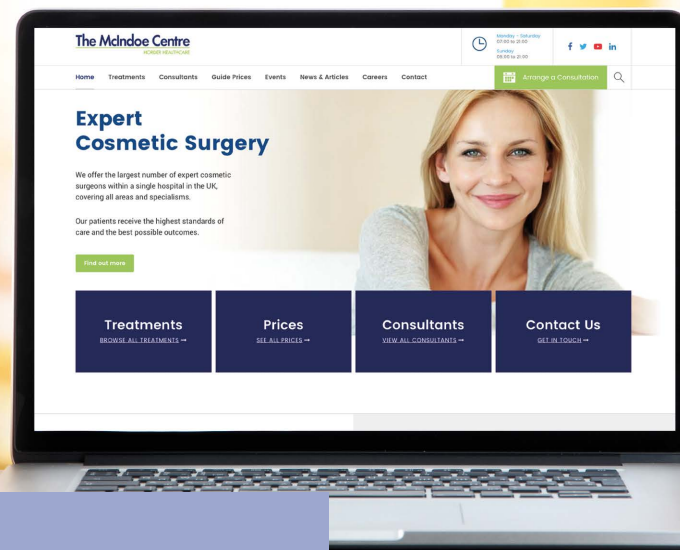 The McIndoe Centre
HORDER HEALTHCARE
Monday - Saturday
07:00 to 21:00
Sunday
09:00 to 21:00
Home Treatments Consultants Guide Prices Events News & Articles Careers Contact
Arrange a Consultation
Expert
Cosmetic Surgery
We offer the largest number of expert cosmetic
surgeons within a single hospital in the UK,
covering all areas and specialisms.
Our patients receive the highest standards of
care and the best possible outcomes.
Find out more
Treatments
BROWSE ALL TREATMENTS →
Prices
SEE ALL PRICES →
Consultants
VIEW ALL CONSULTANTS →
Contact Us
GET IN TOUCH →